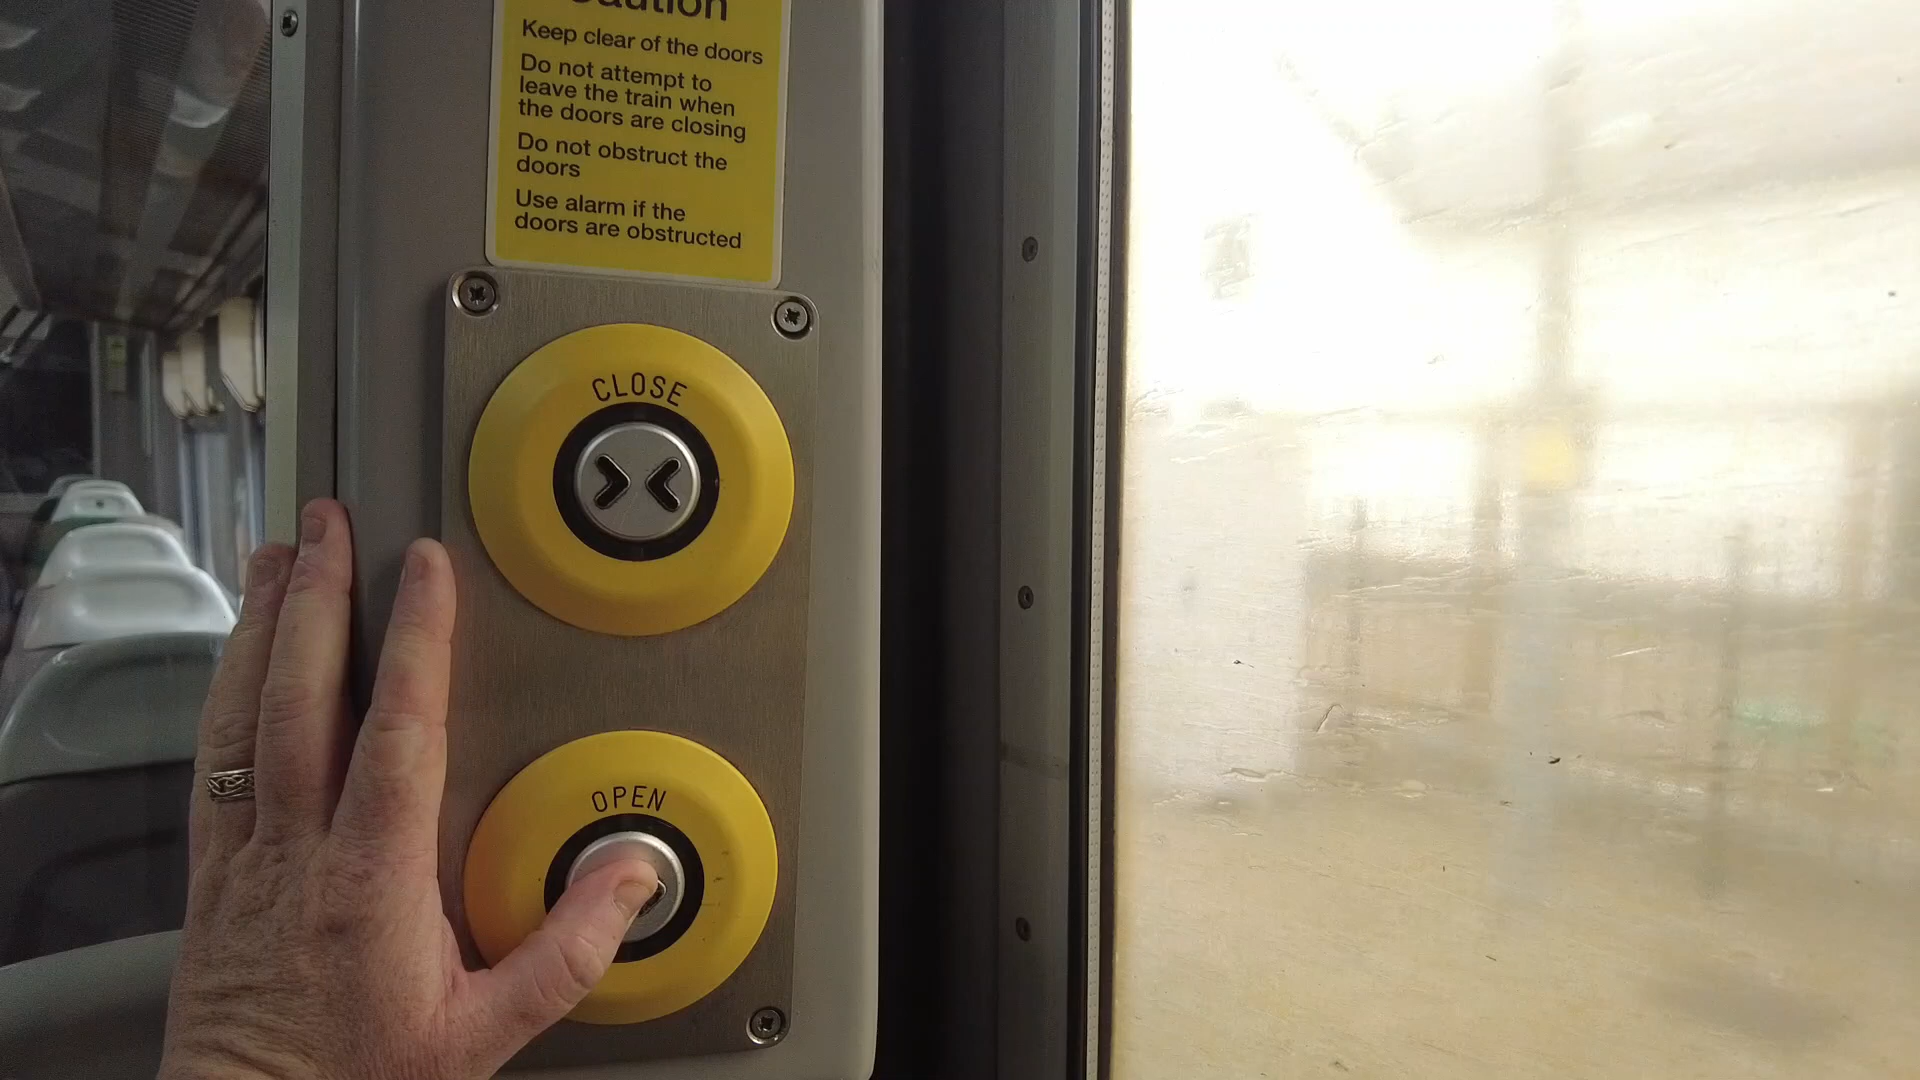 Caution
Keep clear of the doors
Do not attempt to
leave the train when
the doors are closing
Do not obstruct the
doors
Use alarm if the
doors are obstructed
CLOSE
OPEN